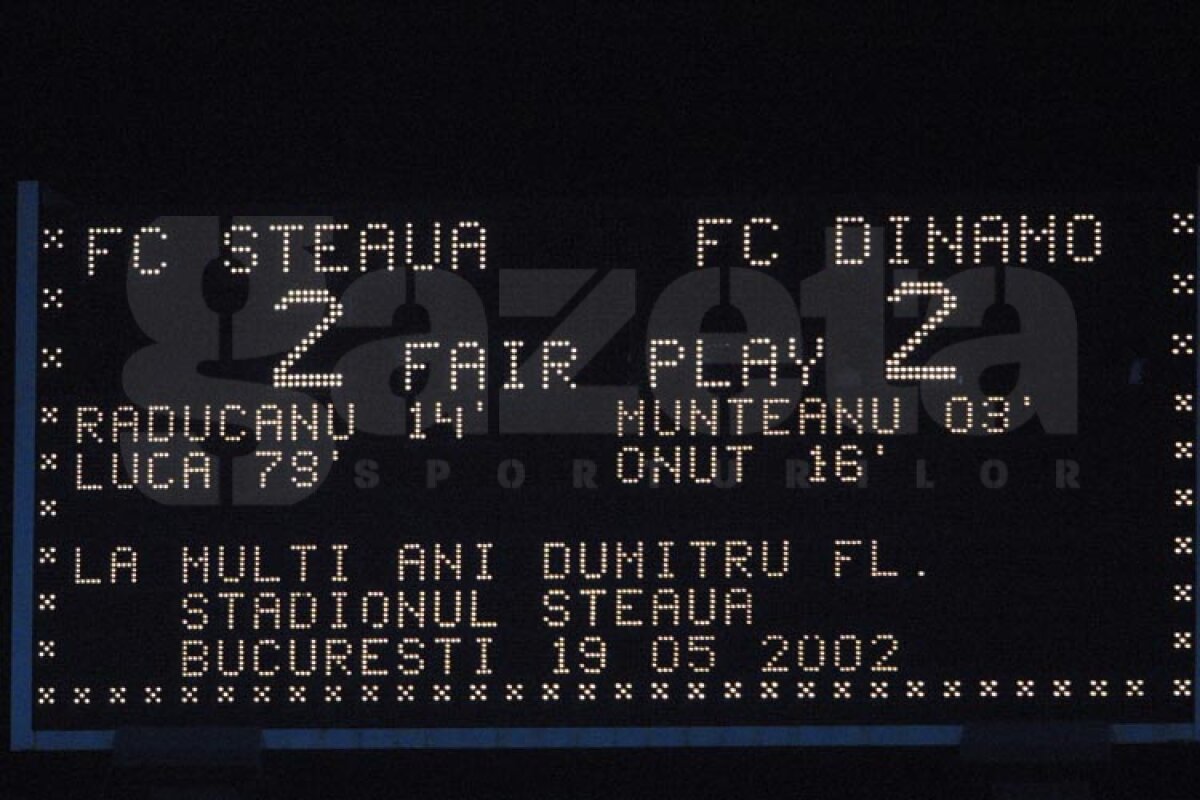 FC STEAUA FC DINAMO
2 FAIR PLAY 2
RADUCANU 14' MUNTEANU 03'
LUCA 79' ONUT 16'
LA MULTI ANI DUMITRU FL.
STADIONUL STEAUA
BUCURESTI 19 05 2002
gazeta
SPORTURILOR